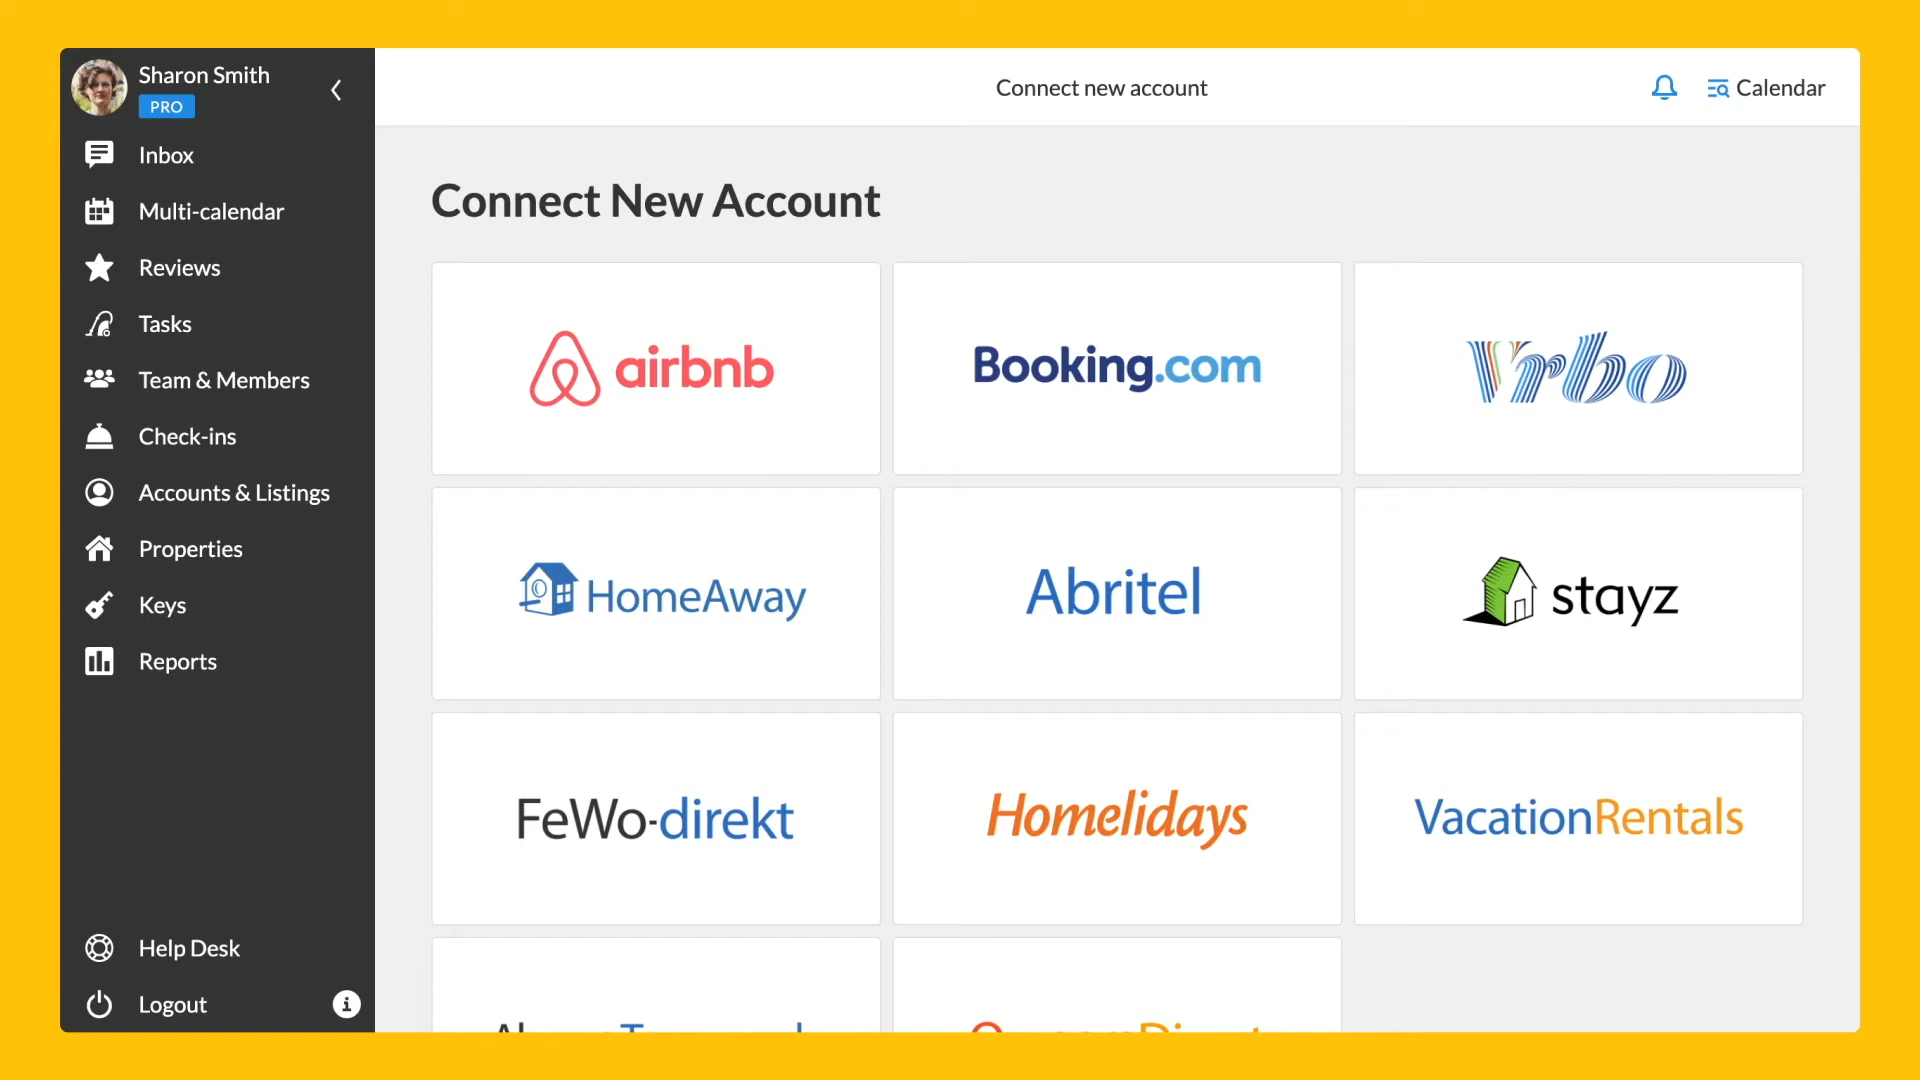 Sharon Smith
PRO
Inbox
Multi-calendar
Reviews
Tasks
Team & Members
Check-ins
Accounts & Listings
Properties
Keys
Reports
Help Desk
Logout
Connect new account
Calendar
Connect New Account
airbnb
Booking.com
Vrbo
HomeAway
Abritel
stayz
FeWo-direkt
Homelidays
VacationRentals